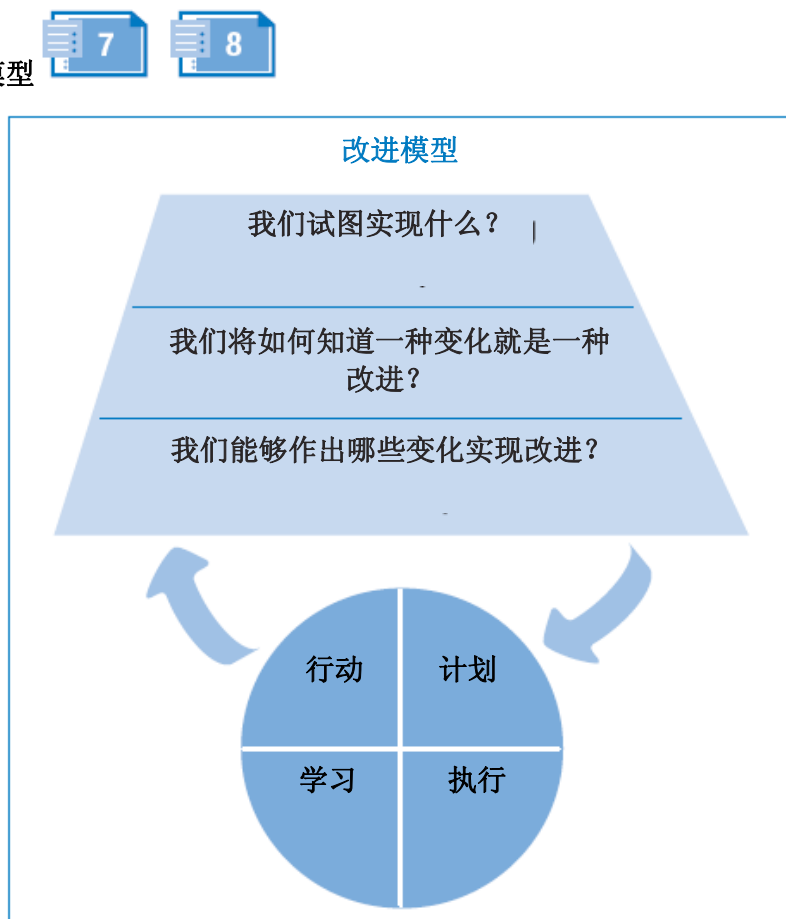 7 8
模型
改进模型
我们试图实现什么？
我们将如何知道一种变化就是一种
改进？
我们能够作出哪些变化实现改进？
行动 计划
学习 执行